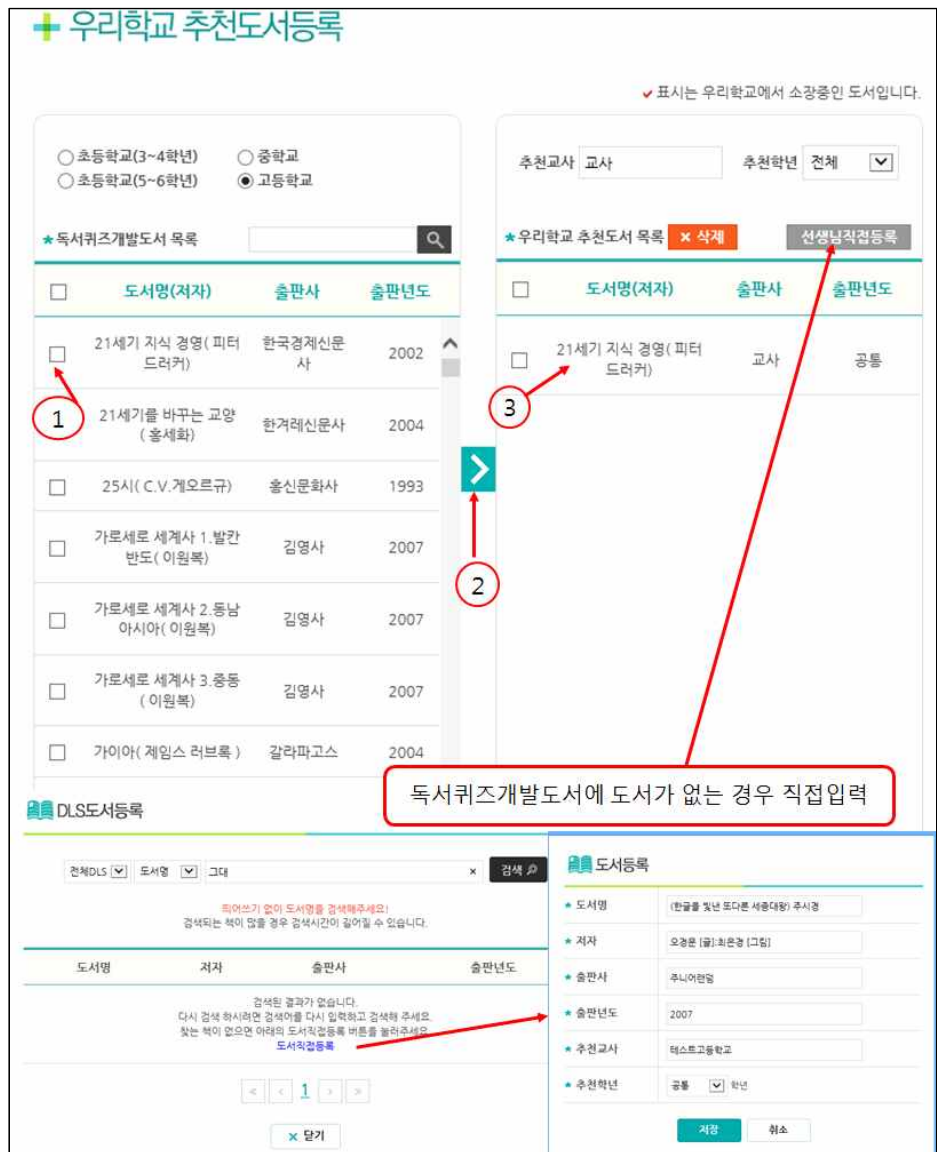 우리학교 추천도서등록
표시는 우리학교에서 소장중인 도서입니다.
초등학교(3~4학년) 중학교
초등학교(5~6학년) 고등학교
*독서퀴즈개발도서 목록
도서명(저자) 출판사 출판년도
21세기 지식 경영( 피터 드러커) 한국경제신문사 2002
21세기를 바꾸는 교양( 홍세화) 한겨레신문사 2004
25시( C.V.게오르규) 홍신문화사 1993
가로세로 세계사 1.발칸반도( 이원복) 김영사 2007
가로세로 세계사 2.동남아시아( 이원복) 김영사 2007
가로세로 세계사 3.중동( 이원복) 김영사 2007
가이아( 제임스 러브록 ) 갈라파고스 2004
1
2
추천교사 교사 추천학년 전체
*우리학교 추천도서 목록 × 삭제 선생님직접등록
도서명(저자) 출판사 출판년도
21세기 지식 경영( 피터 드러커) 교사 공통
3
독서퀴즈개발도서에 도서가 없는 경우 직접입력
DLS도서등록
전체DLS 도서명 그대 × 검색
띄어쓰기 없이 도서명을 검색해주세요!
검색되는 책이 많을 경우 검색시간이 길어질 수 있습니다.
도서명 저자 출판사 출판년도
검색된 결과가 없습니다.
다시 검색 하시려면 검색어를 다시 입력하고 검색해 주세요.
찾는 책이 없으면 아래의 도서직접등록 버튼를 눌러주세요.
도서직접등록
« ‹ 1 › »
× 닫기
도서등록
* 도서명 (한글을 빛낸 또다른 세종대왕) 주시경
* 저자 오경문 [글];최은경 [그림]
* 출판사 주니어랜덤
* 출판년도 2007
* 추천교사 테스트고등학교
* 추천학년 공통 학년
저장 취소